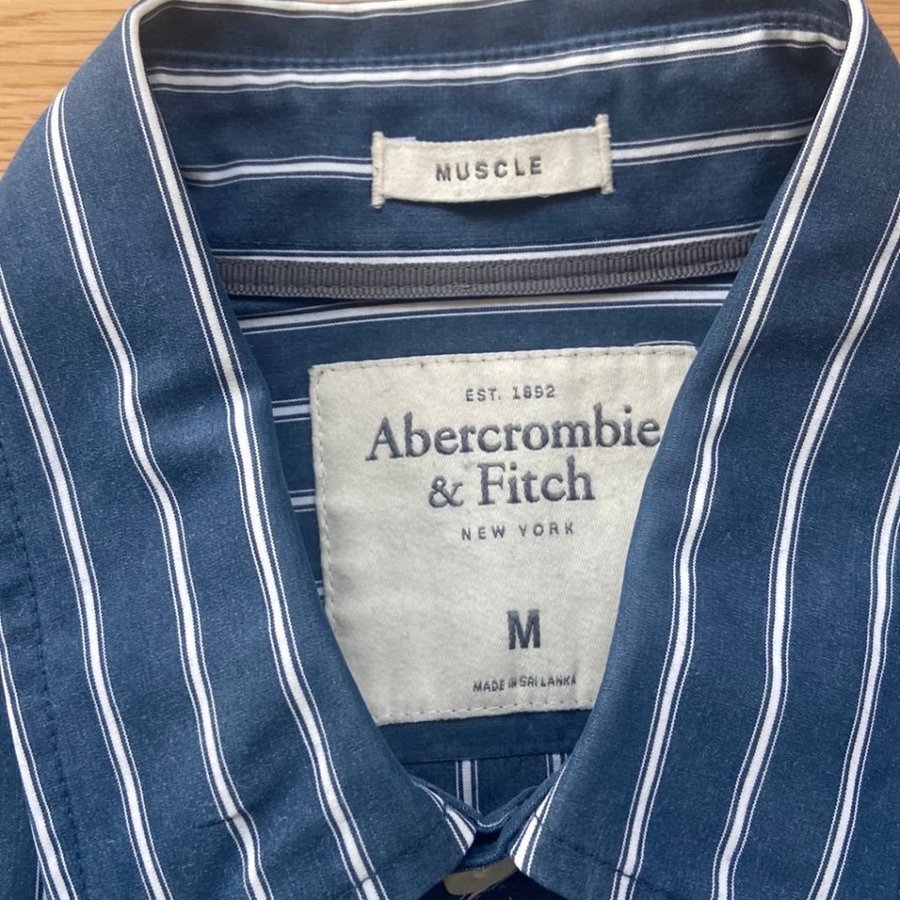 MUSCLE
EST. 1892
Abercrombie
& Fitch
NEW YORK
M
MADE IN SRI LANKA